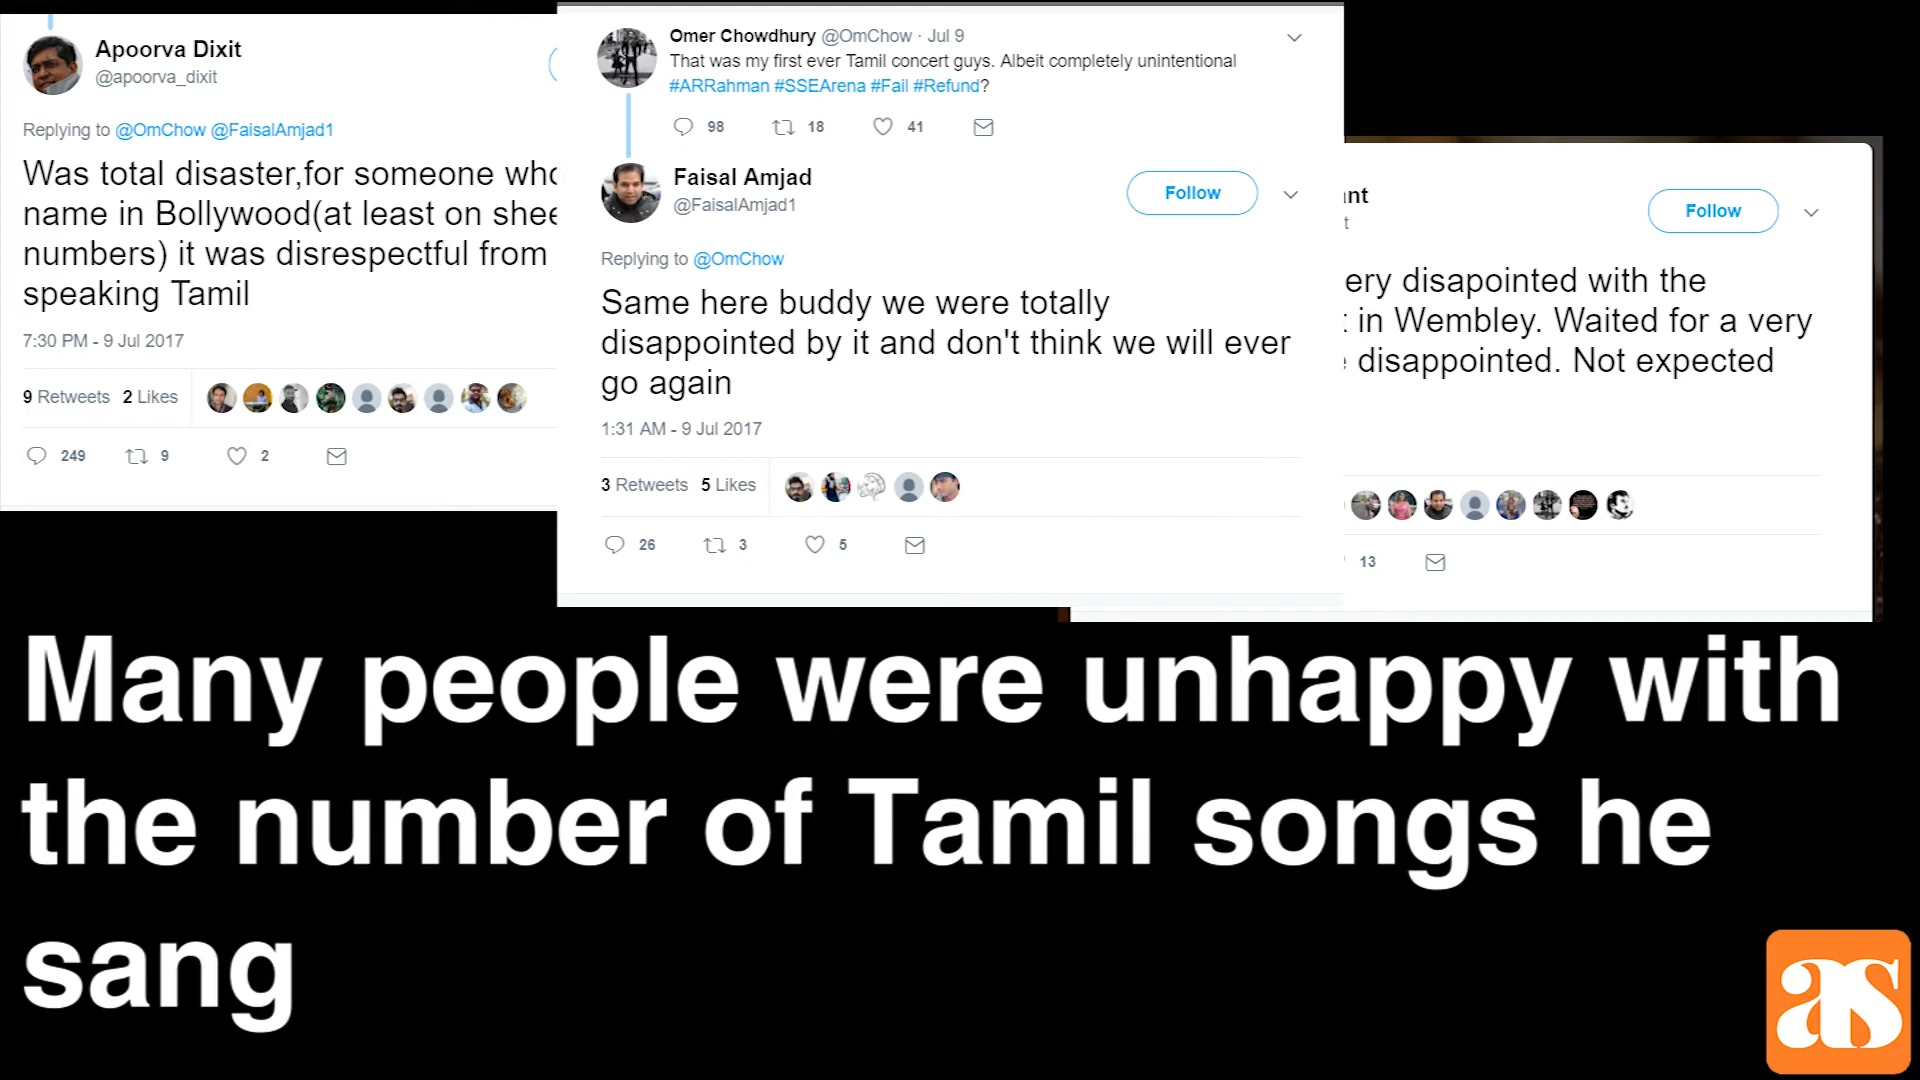 Apoorva Dixit
@apoorva_dixit
Replying to @OmChow @FaisalAmjad1
Was total disaster,for someone
name in Bollywood(at least on
numbers) it was disrespectful from
speaking Tamil
7:30 PM - 9 Jul 2017
9 Retweets 2 Likes
249 9 2
Omer Chowdhury @OmChow · Jul 9
That was my first ever Tamil concert guys. Albeit completely unintentional
#ARRahman #SSEArena #Fail #Refund?
98 18 41
Faisal Amjad
@FaisalAmjad1
Follow
Replying to @OmChow
Same here buddy we were totally
disappointed by it and don't think we will ever
go again
1:31 AM - 9 Jul 2017
3 Retweets 5 Likes
26 3 5
Follow
disapointed with the
in Wembley. Waited for a very
disappointed. Not expected
13
Many people were unhappy with
the number of Tamil songs he
sang
as